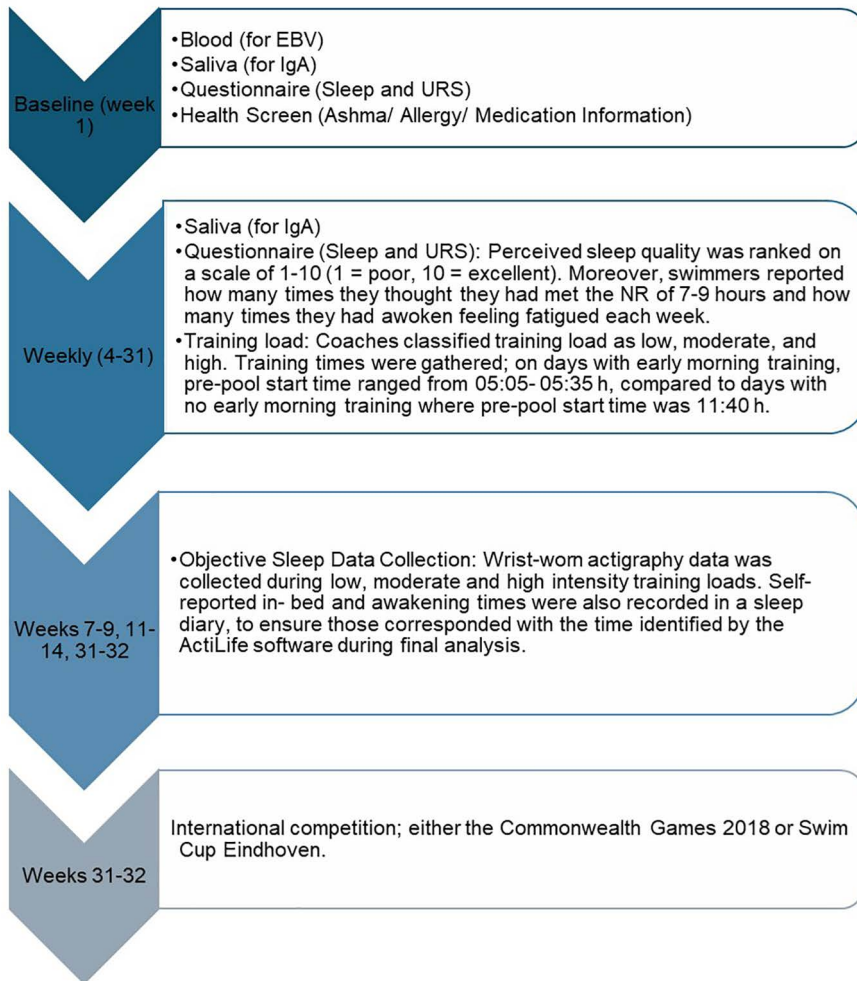 Baseline (week
1)
•Blood (for EBV)
•Saliva (for IgA)
•Questionnaire (Sleep and URS)
•Health Screen (Ashma/ Allergy/ Medication Information)
Weekly (4-31)
•Saliva (for IgA)
•Questionnaire (Sleep and URS): Perceived sleep quality was ranked on
a scale of 1-10 (1 = poor, 10 = excellent). Moreover, swimmers reported
how many times they thought they had met the NR of 7-9 hours and how
many times they had awoken feeling fatigued each week.
•Training load: Coaches classified training load as low, moderate, and
high. Training times were gathered; on days with early morning training,
pre-pool start time ranged from 05:05- 05:35 h, compared to days with
no early morning training where pre-pool start time was 11:40 h.
Weeks 7-9, 11-
14, 31-32
•Objective Sleep Data Collection: Wrist-worn actigraphy data was
collected during low, moderate and high intensity training loads. Self-
reported in- bed and awakening times were also recorded in a sleep
diary, to ensure those corresponded with the time identified by the
ActiLife software during final analysis.
Weeks 31-32
International competition; either the Commonwealth Games 2018 or Swim
Cup Eindhoven.